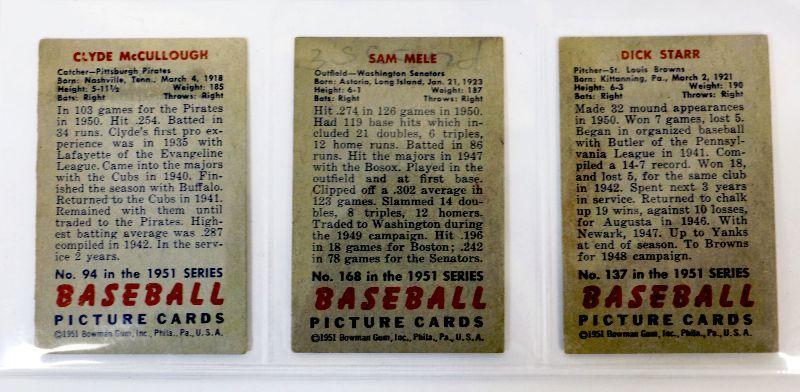 CLYDE McCULLOUGH
Catcher—Pittsburgh Pirates
Born: Nashville, Tenn., March 4, 1918
Height: 5-11½ Weight: 185
Bats: Right Throws: Right
In 103 games for the Pirates
in 1950. Hit .254. Batted in
34 runs. Clyde's first pro ex-
perience was in 1935 with
Lafayette of the Evangeline
League. Came into the majors
with the Cubs in 1940. Fin-
ished the season with Buffalo.
Returned to the Cubs in 1941.
Remained with them until
traded to the Pirates. High-
est batting average was .287
compiled in 1942. In the serv-
ice 2 years.
No. 94 in the 1951 SERIES
BASEBALL
PICTURE CARDS
©1951 Bowman Gum, Inc., Phila., Pa., U.S.A.
SAM MELE
Outfield—Washington Senators
Born: Astoria, Long Island, Jan. 21, 1923
Height: 6-1 Weight: 187
Bats: Right Throws: Right
Hit .274 in 126 games in 1950.
Had 119 base hits which in-
cluded 21 doubles, 6 triples,
12 home runs. Batted in 86
runs. Hit the majors in 1947
with the Bosox. Played in the
outfield and at first base.
Clipped off a .302 average in
123 games. Slammed 14 dou-
bles, 8 triples, 12 homers.
Traded to Washington during
the 1949 campaign. Hit .196
in 18 games for Boston; .242
in 78 games for the Senators.
No. 168 in the 1951 SERIES
BASEBALL
PICTURE CARDS
©1951 Bowman Gum, Inc., Phila., Pa., U.S.A.
DICK STARR
Pitcher—St. Louis Browns
Born: Kittanning, Pa., March 2, 1921
Height: 6-3 Weight: 190
Bats: Right Throws: Right
Made 32 mound appearances
in 1950. Won 7 games, lost 5.
Began in organized baseball
with Butler of the Pennsyl-
vania League in 1941. Com-
piled a 14-7 record. Won 18,
and lost 5, for the same club
in 1942. Spent next 3 years
in service. Returned to chalk
up 19 wins, against 10 losses,
for Augusta in 1946. With
Newark, 1947. Up to Yanks
at end of season. To Browns
for 1948 campaign.
No. 137 in the 1951 SERIES
BASEBALL
PICTURE CARDS
©1951 Bowman Gum, Inc., Phila., Pa., U.S.A.